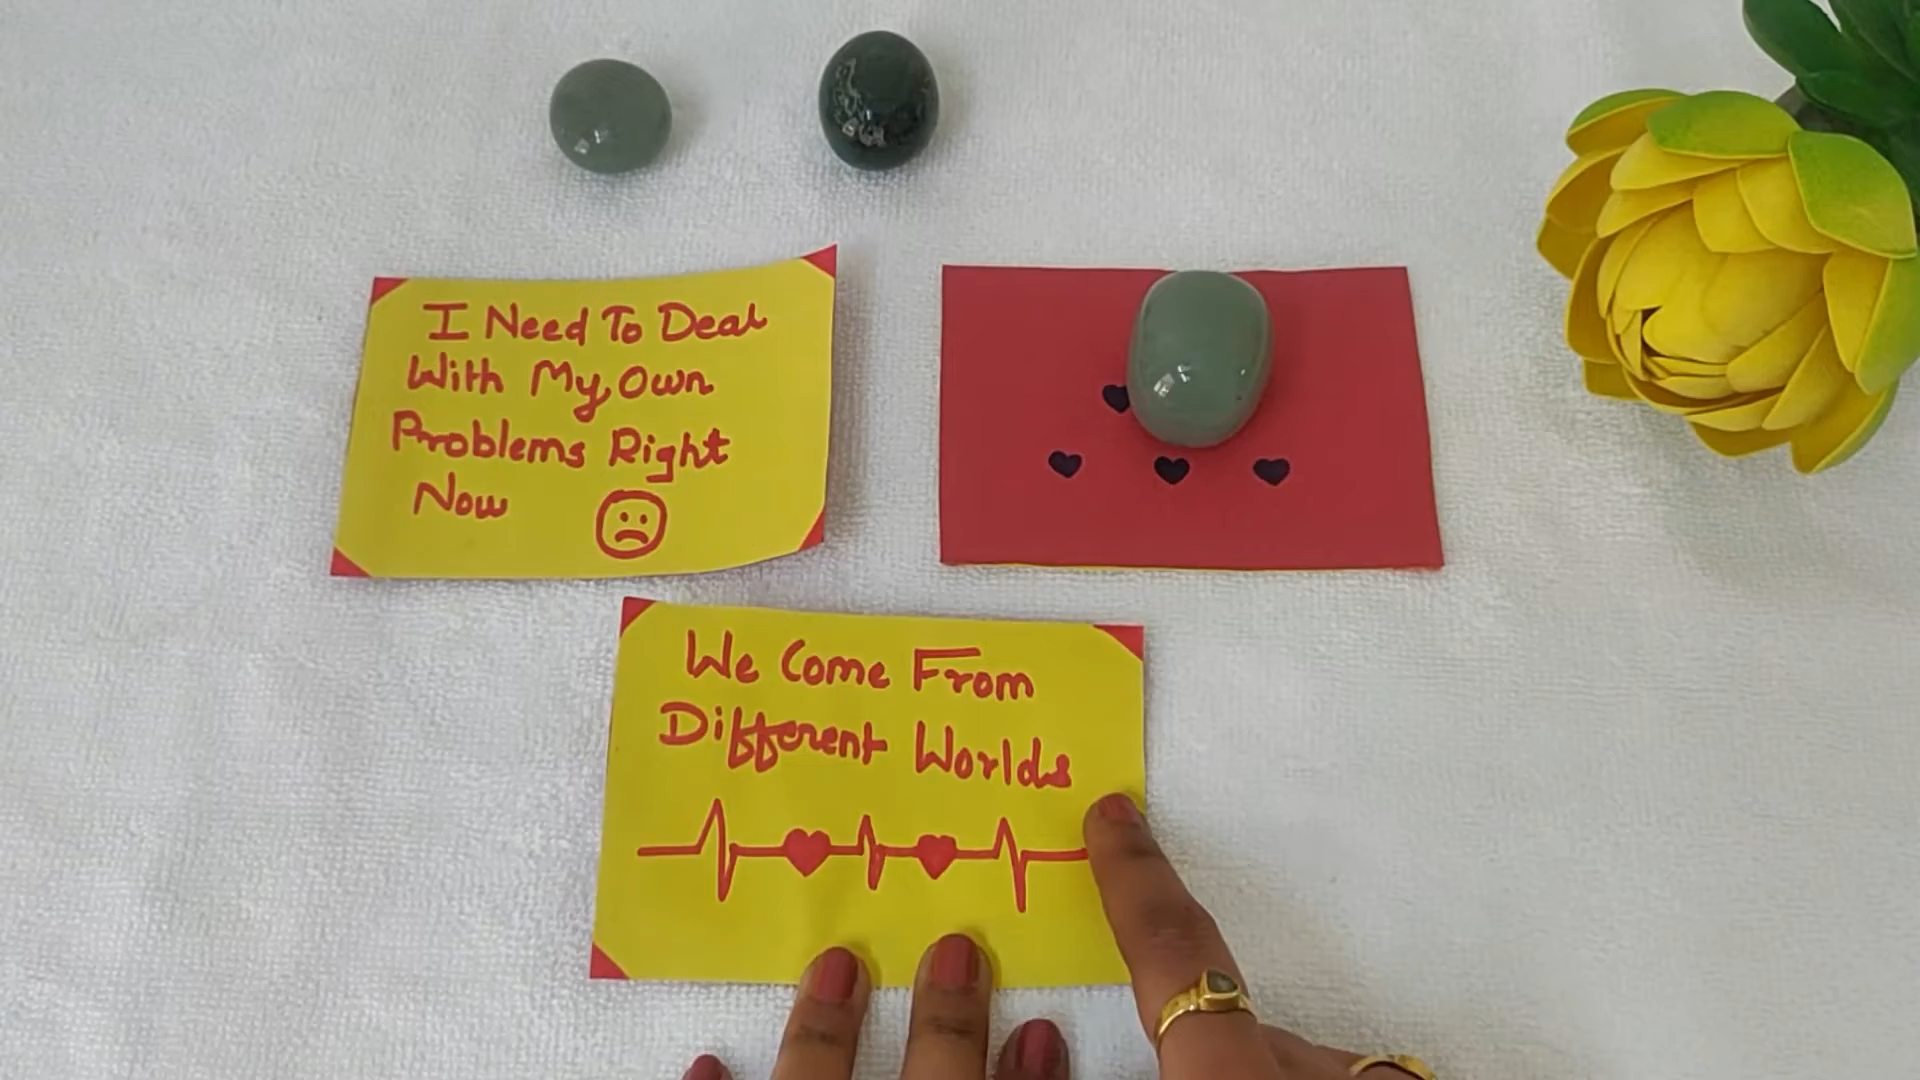 I Need To Deal
With My Own
Problems Right
Now
We Come From
Different Worlds